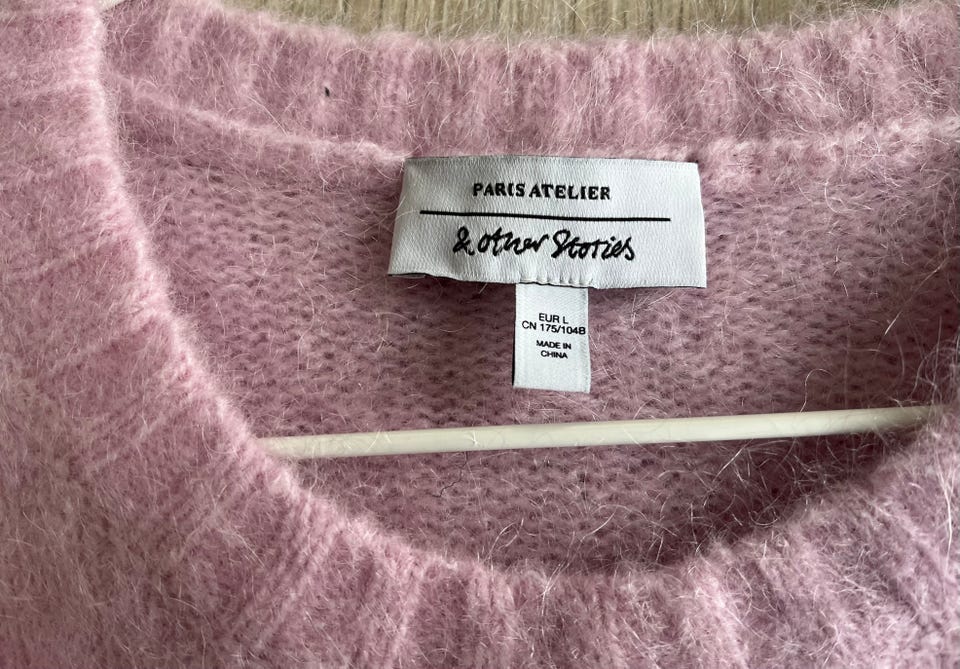 PARIS ATELIER
& other Stories
EUR L
CN 175/104B
MADE IN
CHINA